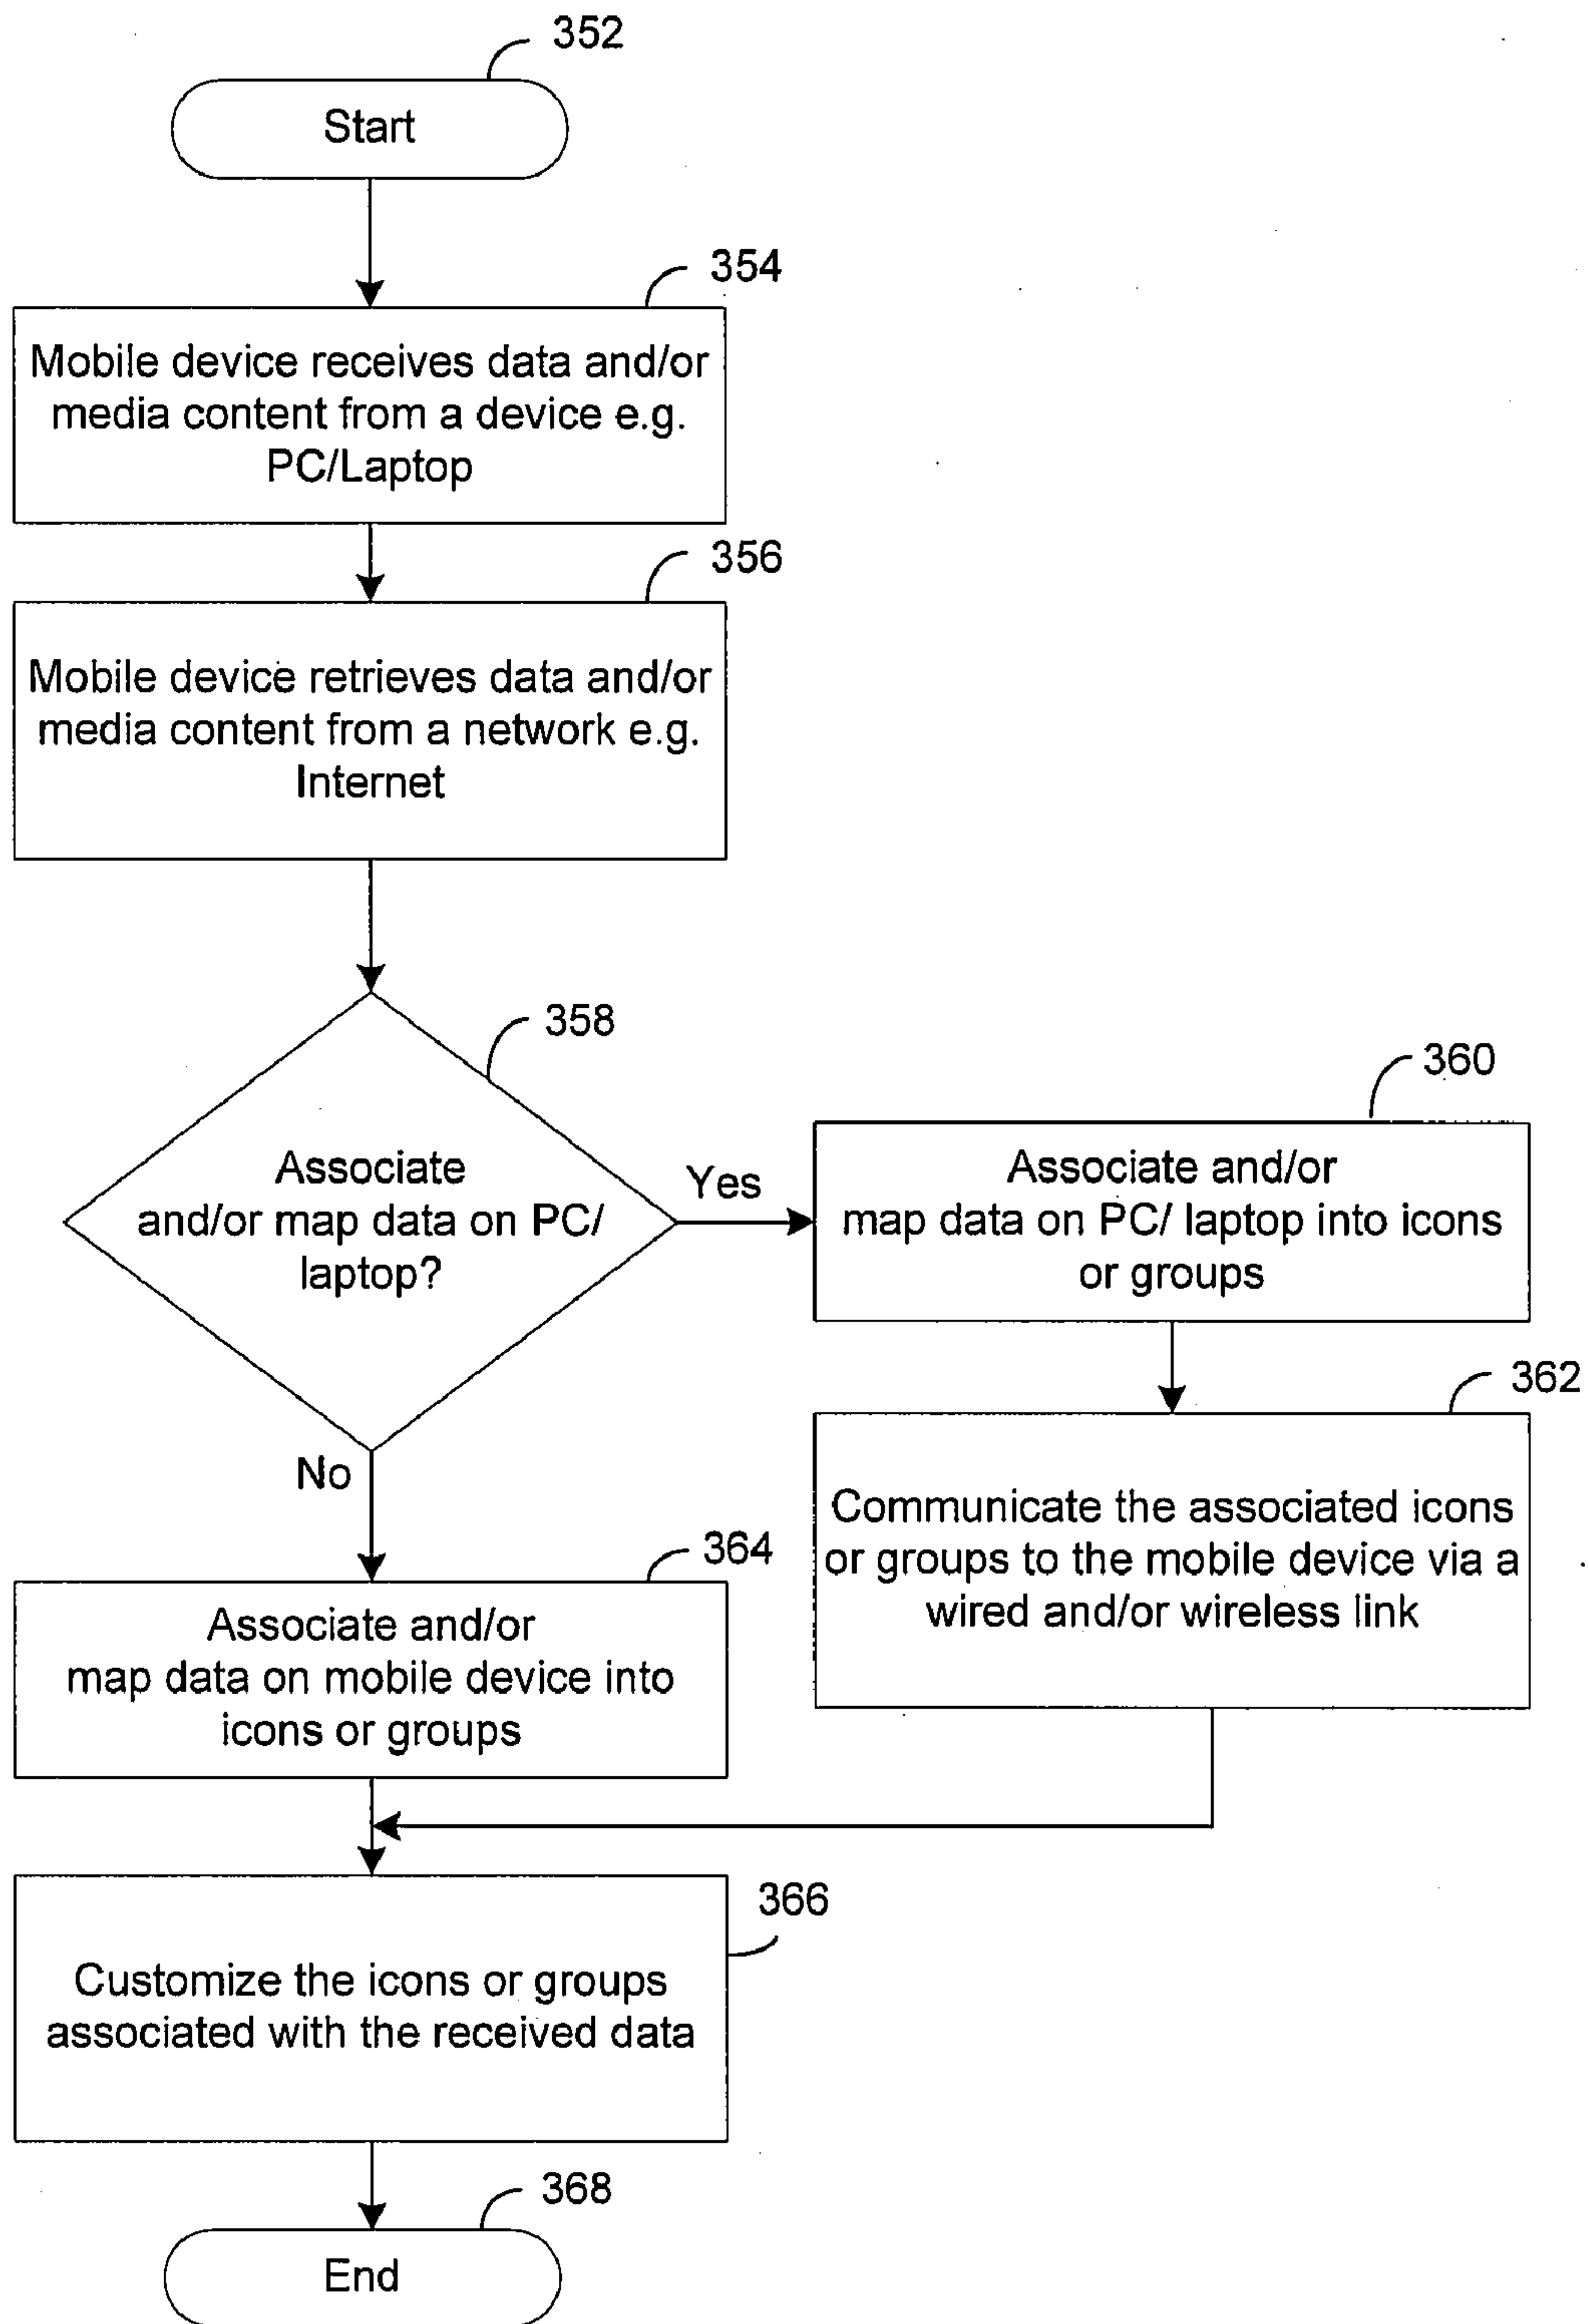 352
Start
354
Mobile device receives data and/or
media content from a device e.g.
PC/Laptop
356
Mobile device retrieves data and/or
media content from a network e.g.
Internet
358
Associate
and/or map data on PC/
laptop?
Yes
360
Associate and/or
map data on PC/ laptop into icons
or groups
362
Communicate the associated icons
or groups to the mobile device via a
wired and/or wireless link
No
364
Associate and/or
map data on mobile device into
icons or groups
366
Customize the icons or groups
associated with the received data
368
End